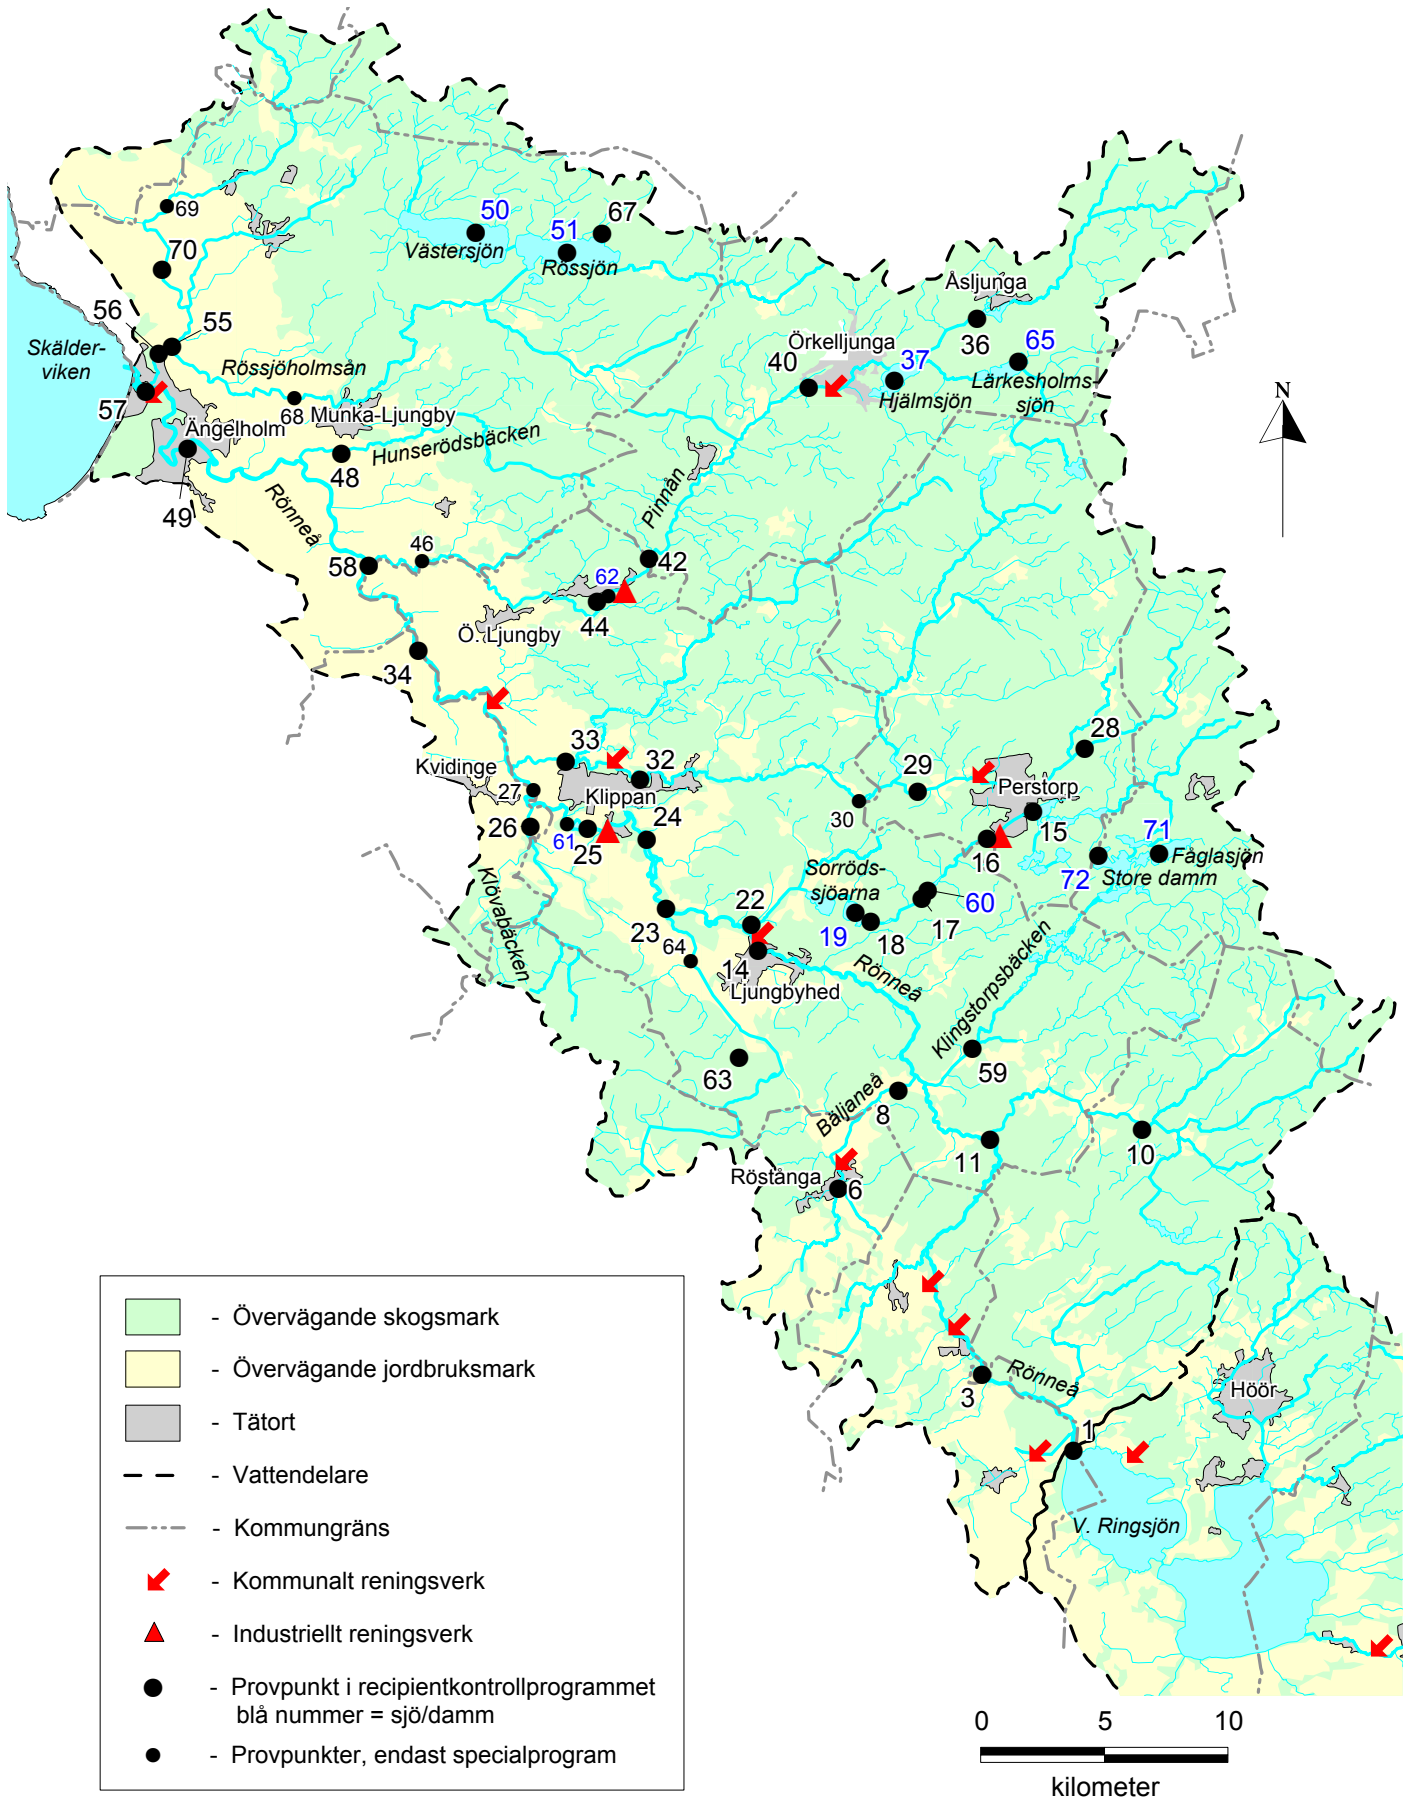 69
70
50
Västersjön
51
67
Rössjön
56
55
Skälder-
viken
Rössjöholmsån
57
68
Munka-Ljungby
Ängelholm
Hunserödsbäcken
48
49
Rönneå
Åsljunga
36
65
Örkelljunga
40
37
Lärkesholms-
sjön
Hjälmsjön
N
Pinnån
46
58
42
62
44
Ö. Ljungby
34
33
32
28
Kvidinge
27
Klippan
29
Perstorp
30
24
15
26
61
25
16
71
Fåglasjön
72
Store damm
Sorröds-
sjöarna
Klövabäcken
22
60
17
19
18
23
64
14
Ljungbyhed
Rönneå
Klingstorpsbäcken
63
59
Bäljaneå
8
11
10
Röstånga
6
3
Rönneå
Höör
1
V. Ringsjön
- Övervägande skogsmark
- Övervägande jordbruksmark
- Tätort
- Vattendelare
- Kommungräns
- Kommunalt reningsverk
- Industriellt reningsverk
- Provpunkt i recipientkontrollprogrammet
blå nummer = sjö/damm
- Provpunkter, endast specialprogram
0 5 10
kilometer